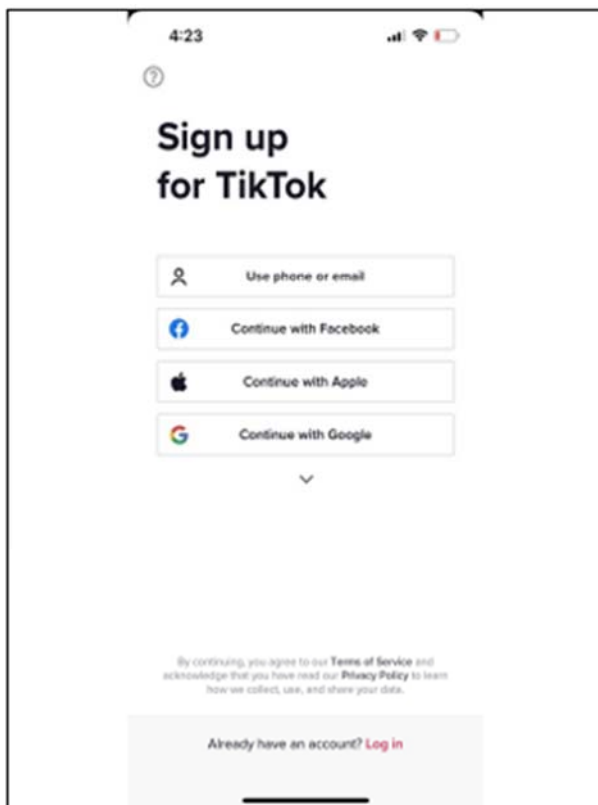 4:23
Sign up
for TikTok
Use phone or email
Continue with Facebook
Continue with Apple
Continue with Google
By continuing, you agree to our Terms of Service and
acknowledge that you have read our Privacy Policy to learn
how we collect, use, and share your data.
Already have an account? Log in